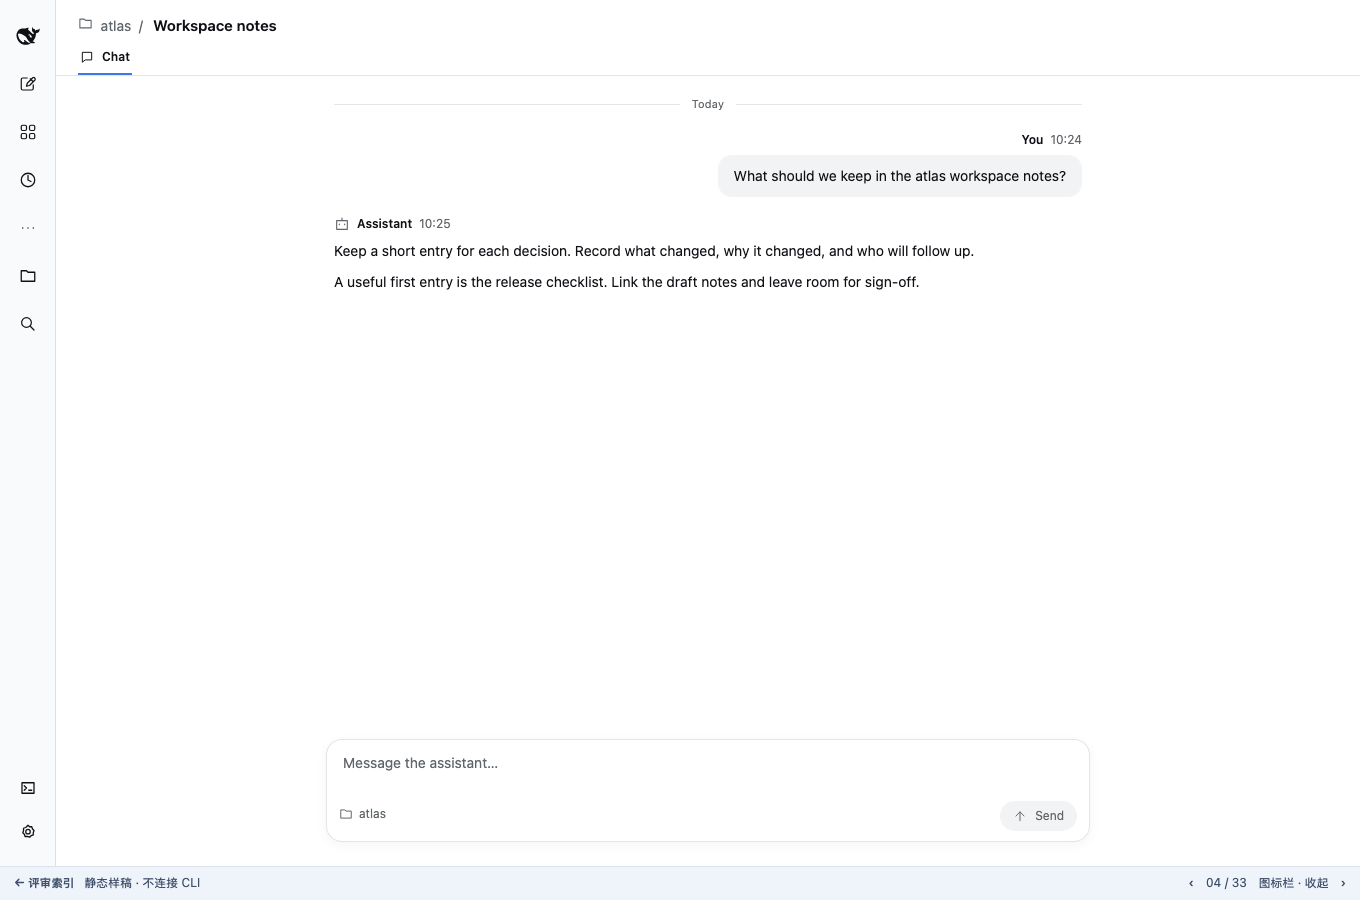 atlas / Workspace notes
Chat
Today
You 10:24
What should we keep in the atlas workspace notes?
Assistant 10:25
Keep a short entry for each decision. Record what changed, why it changed, and who will follow up.
A useful first entry is the release checklist. Link the draft notes and leave room for sign-off.
Message the assistant...
atlas
Send
← 评审索引 静态样稿 · 不连接 CLI
‹ 04 / 33 图标栏 · 收起 ›